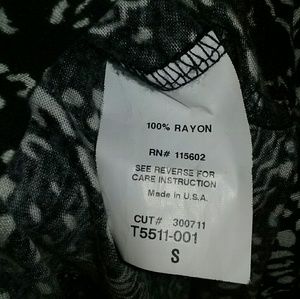 100% RAYON
RN# 115602
SEE REVERSE FOR
CARE INSTRUCTION
Made in U.S.A.
CUT# 300711
T5511-001
S